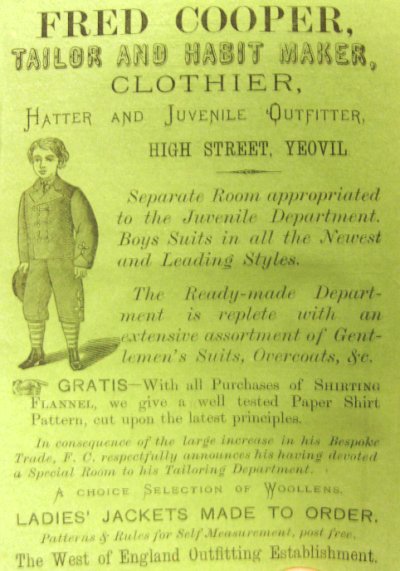 FRED COOPER,
TAILOR AND HABIT MAKER,
CLOTHIER,
HATTER AND JUVENILE OUTFITTER,
HIGH STREET, YEOVIL
Separate Room appropriated
to the Juvenile Department.
Boys Suits in all the Newest
and Leading Styles.
The Ready-made Depart-
ment is replete with an
extensive assortment of Gent-
lemen's Suits, Overcoats, &c.
GRATIS—With all Purchases of SHIRTING
FLANNEL, we give a well tested Paper Shirt
Pattern, cut upon the latest principles.
In consequence of the large increase in his Bespoke
Trade, F. C. respectfully announces his having devoted
a Special Room to his Tailoring Department.
A CHOICE SELECTION OF WOOLLENS.
LADIES' JACKETS MADE TO ORDER.
Patterns & Rules for Self Measurement, post free.
The West of England Outfitting Establishment.